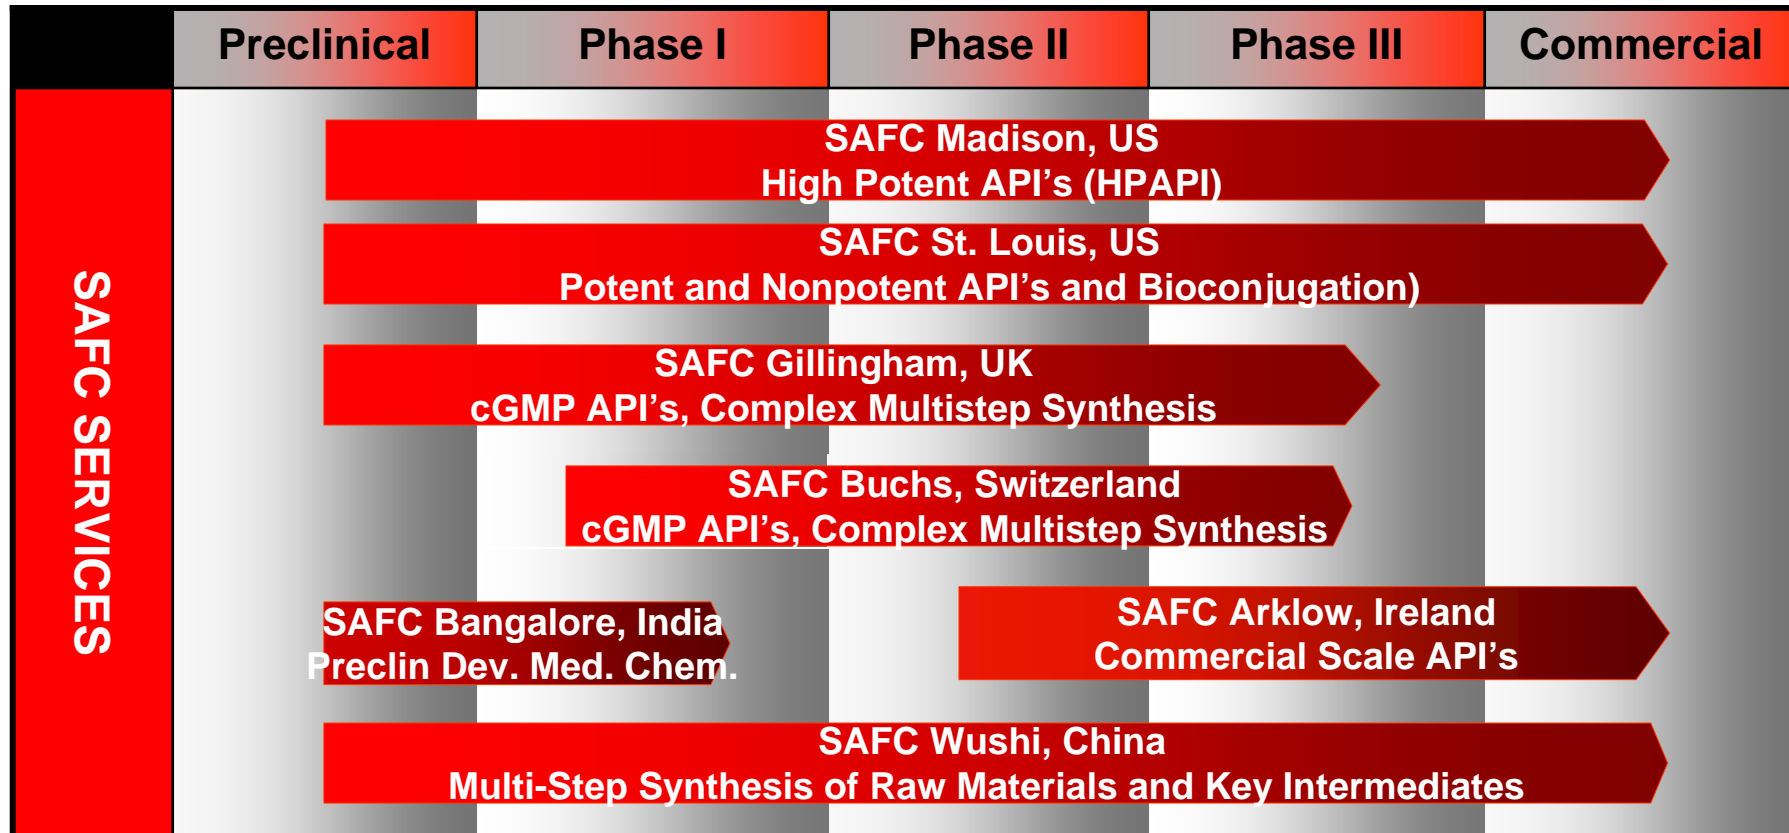 Preclinical Phase I Phase II Phase III Commercial
SAFC SERVICES
SAFC Madison, US
High Potent API’s (HPAPI)
SAFC St. Louis, US
Potent and Nonpotent API’s and Bioconjugation)
SAFC Gillingham, UK
cGMP API’s, Complex Multistep Synthesis
SAFC Buchs, Switzerland
cGMP API’s, Complex Multistep Synthesis
SAFC Bangalore, India
Preclin Dev. Med. Chem.
SAFC Arklow, Ireland
Commercial Scale API’s
SAFC Wushi, China
Multi-Step Synthesis of Raw Materials and Key Intermediates